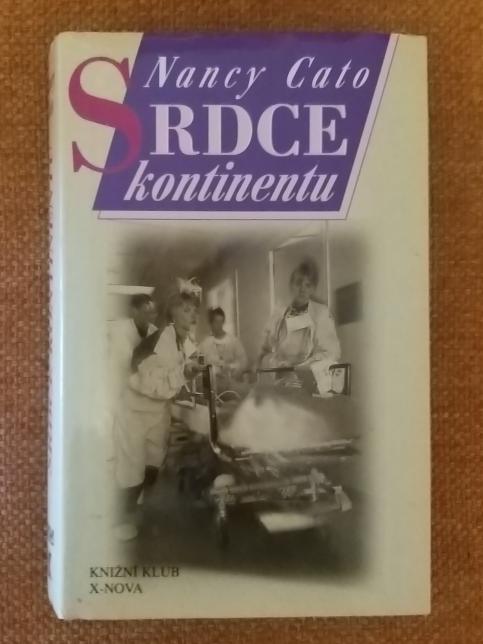 Nancy Cato
SRDCE
kontinentu
KNIŽNÍ KLUB
X-NOVA